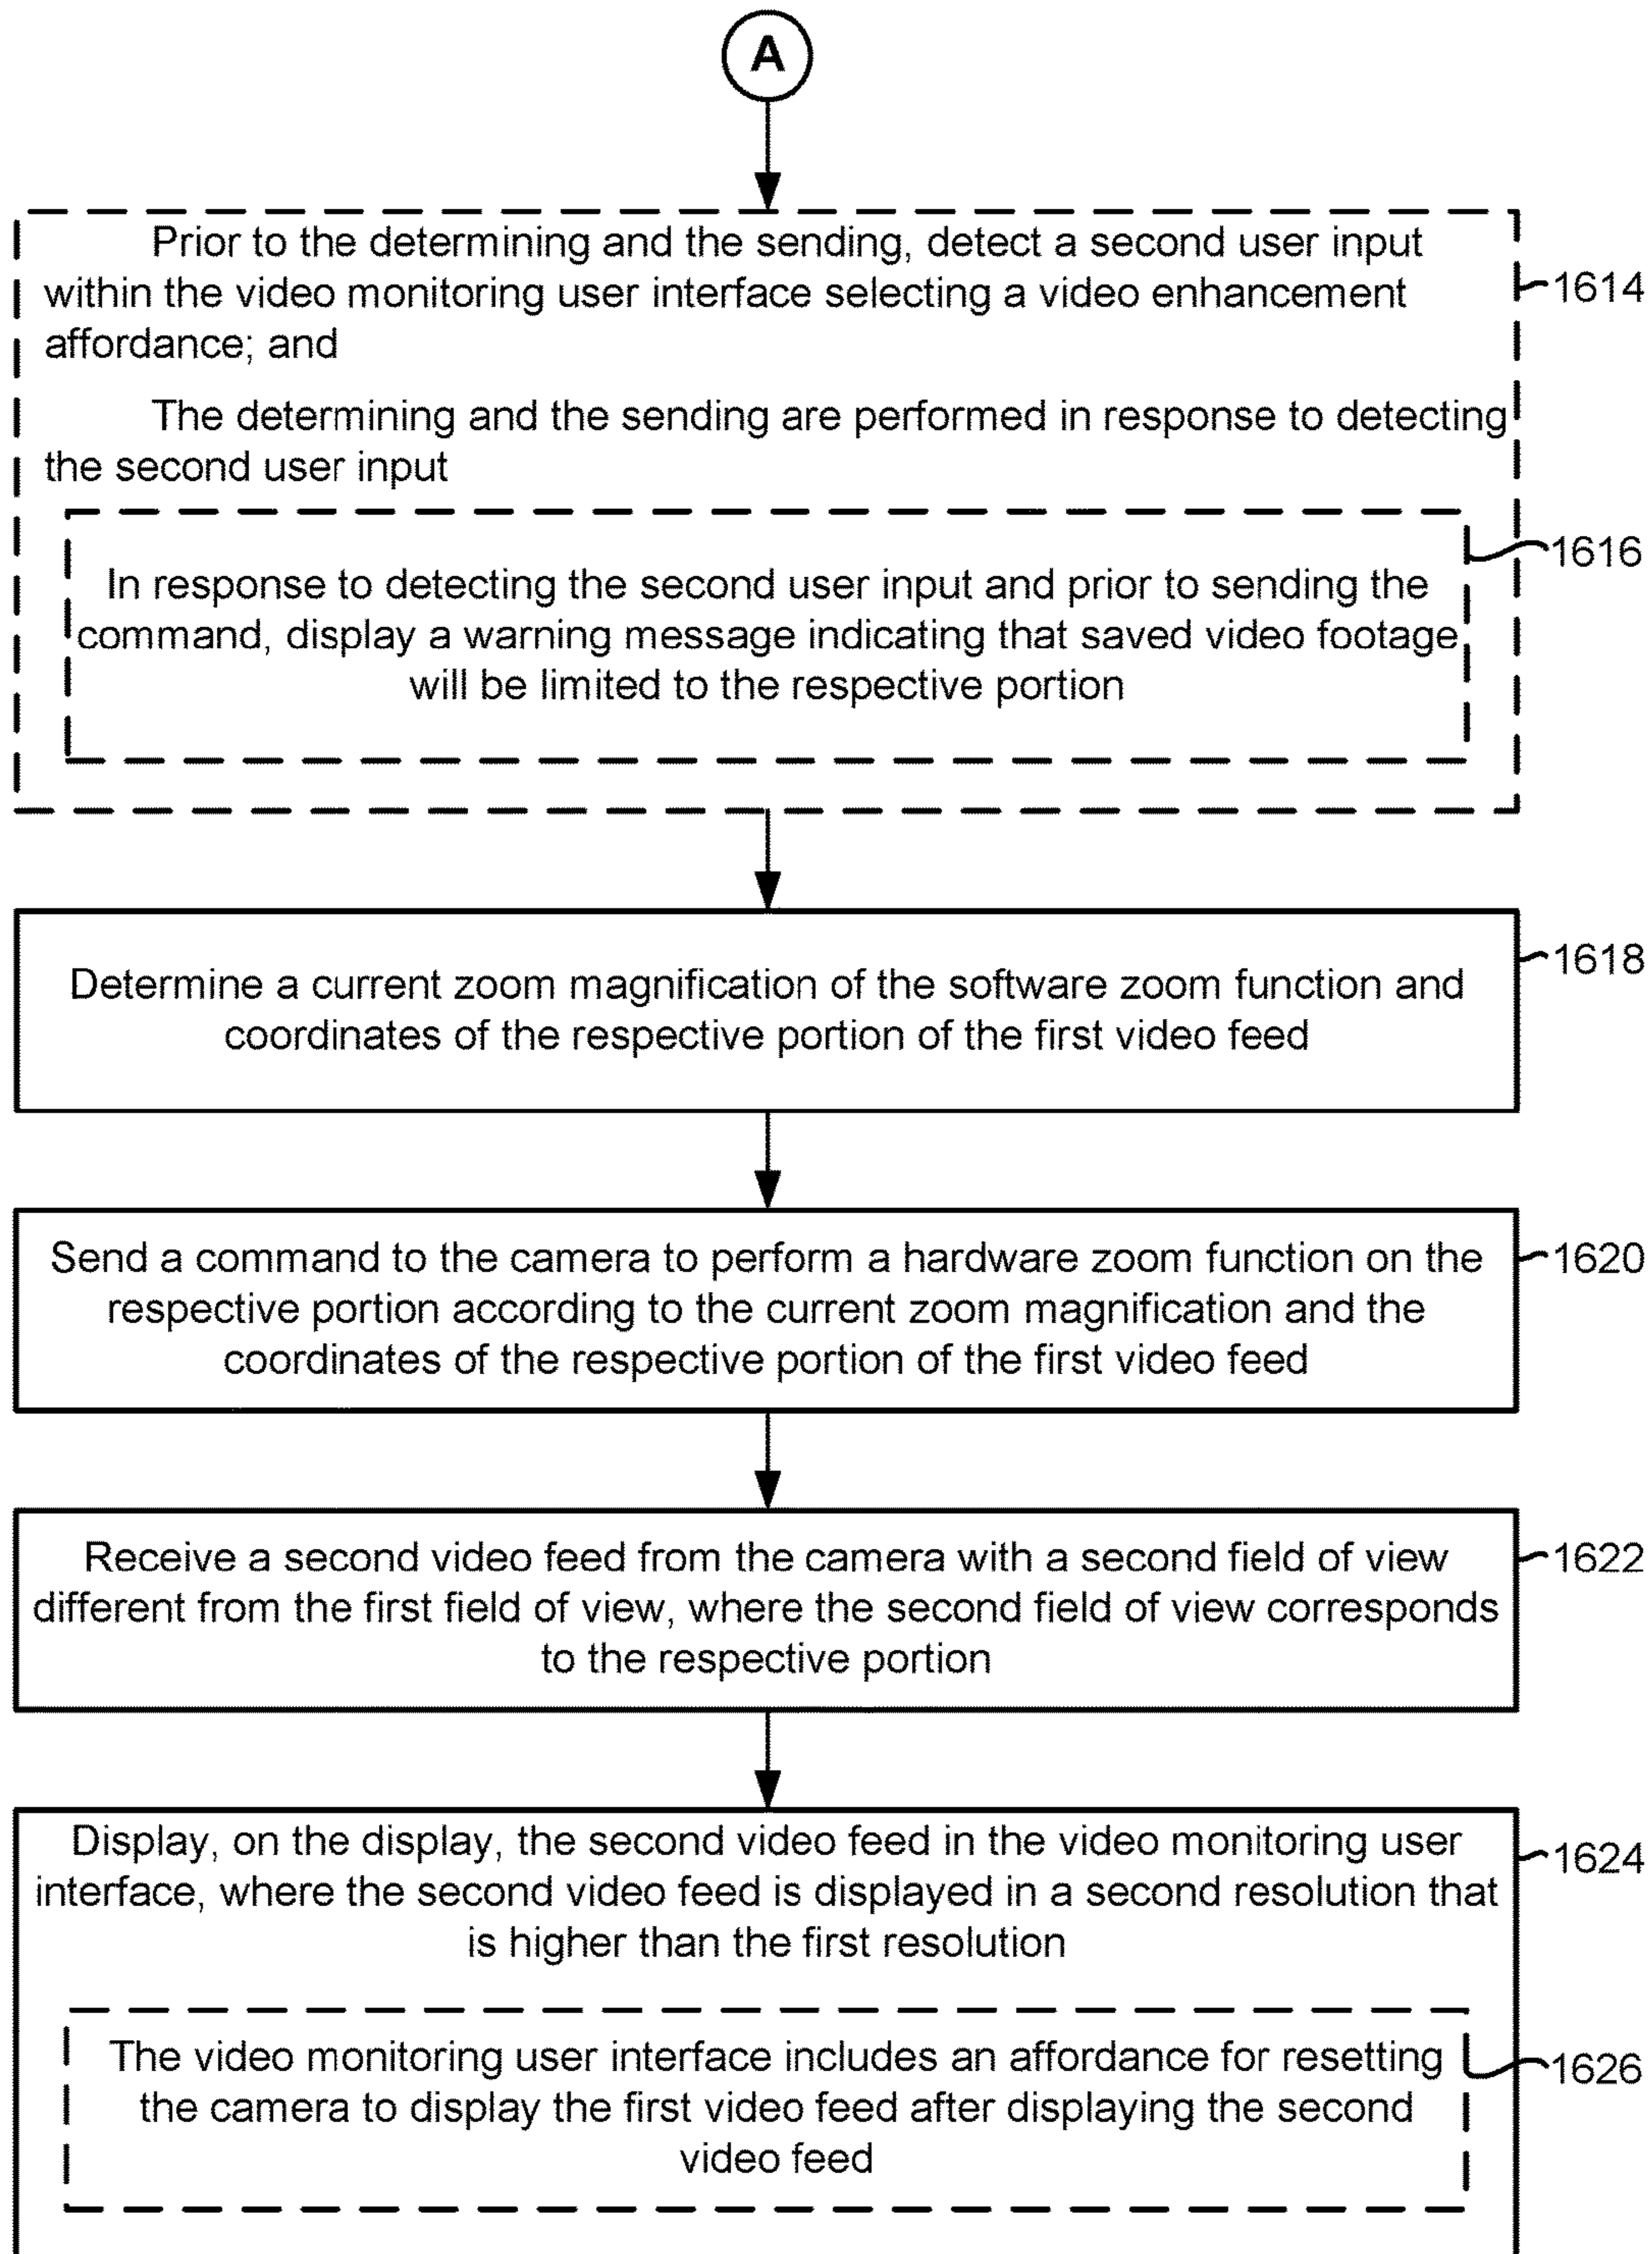 A
Prior to the determining and the sending, detect a second user input
within the video monitoring user interface selecting a video enhancement
affordance; and
1614
The determining and the sending are performed in response to detecting
the second user input
1616
In response to detecting the second user input and prior to sending the
command, display a warning message indicating that saved video footage
will be limited to the respective portion
1618
Determine a current zoom magnification of the software zoom function and
coordinates of the respective portion of the first video feed
1620
Send a command to the camera to perform a hardware zoom function on the
respective portion according to the current zoom magnification and the
coordinates of the respective portion of the first video feed
1622
Receive a second video feed from the camera with a second field of view
different from the first field of view, where the second field of view corresponds
to the respective portion
1624
Display, on the display, the second video feed in the video monitoring user
interface, where the second video feed is displayed in a second resolution that
is higher than the first resolution
1626
The video monitoring user interface includes an affordance for resetting
the camera to display the first video feed after displaying the second
video feed